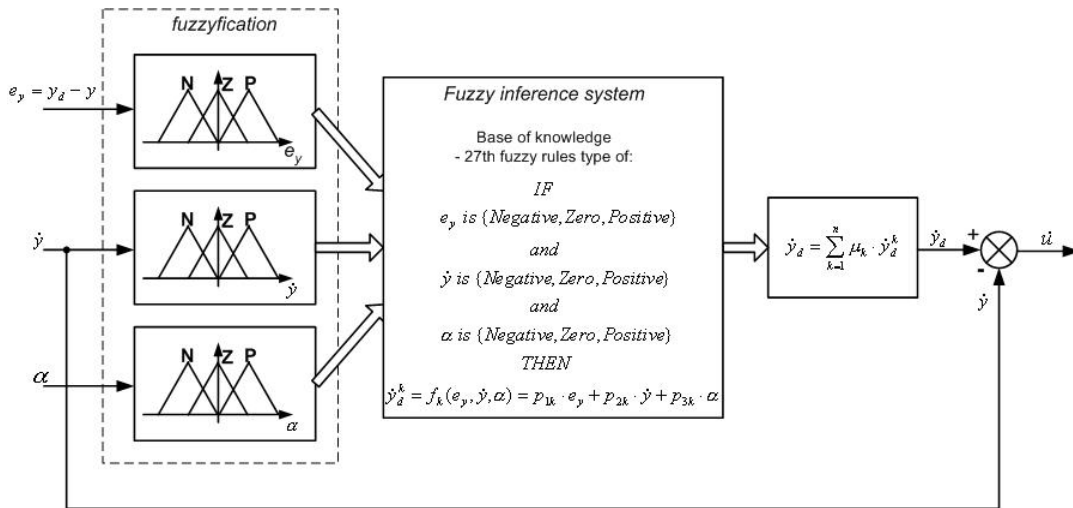 fuzzyfication
e_y = y_d − y
N Z P
e_y
ẏ
N Z P
ẏ
α
N Z P
α
Fuzzy inference system
Base of knowledge
- 27th fuzzy rules type of:
IF
e_y is {Negative, Zero, Positive}
and
ẏ is {Negative, Zero, Positive}
and
α is {Negative, Zero, Positive}
THEN
ẏ_d^k = f_k(e_y, ẏ, α) = p_1k · e_y + p_2k · ẏ + p_3k · α
ẏ_d = ∑_{k=1}^{n} μ_k · ẏ_d^k
ẏ_d
+
-
ẏ
u̇